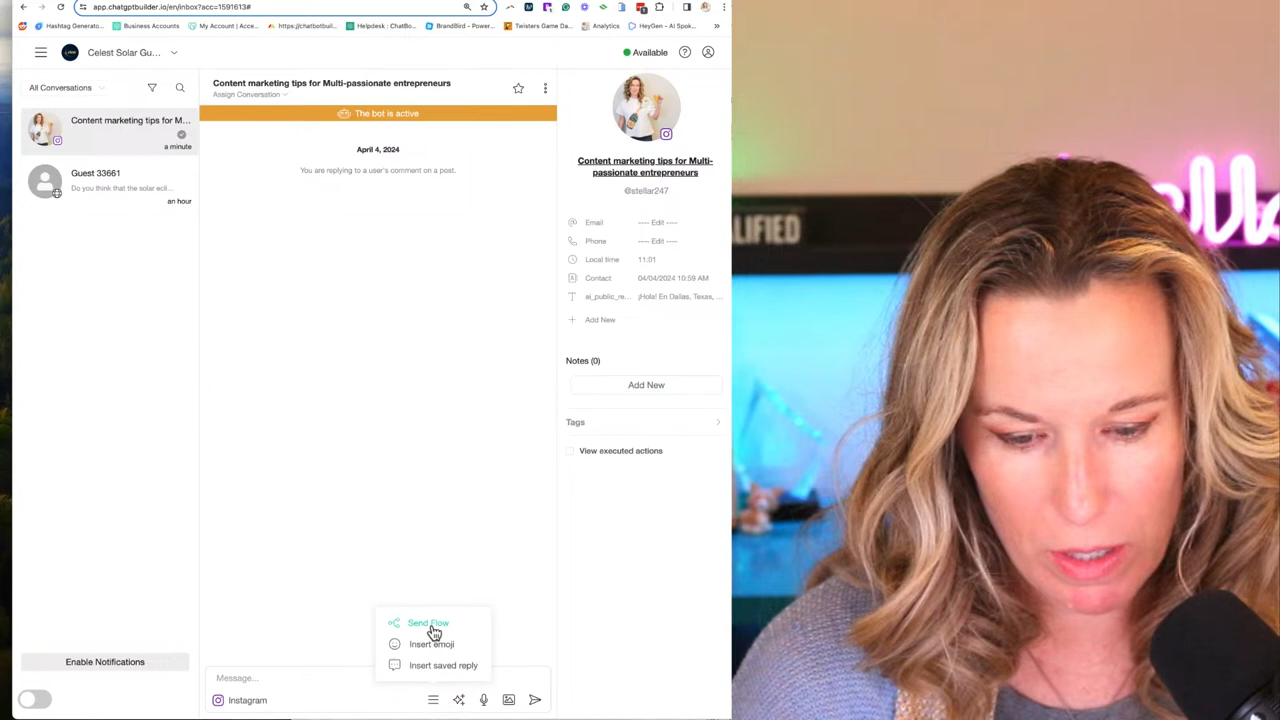 app.chatgptbuilder.io/en/inbox?acc=1591613#
Hashtag Generato...
Business Accounts
My Account | Acce...
https://chatbotbuil...
Helpdesk : ChatBo...
BrandBird – Power...
Twisters Game Da...
Analytics
HeyGen - AI Spok...
Celest Solar Gu...
Available
All Conversations
Content marketing tips for M...
a minute
Guest 33661
Do you think that the solar ecli...
an hour
Enable Notifications
Content marketing tips for Multi-passionate entrepreneurs
Assign Conversation
The bot is active
April 4, 2024
You are replying to a user's comment on a post.
Send Flow
Insert emoji
Insert saved reply
Message...
Instagram
Content marketing tips for Multi-
passionate entrepreneurs
@stellar247
Email ---- Edit ----
Phone ---- Edit ----
Local time 11:01
Contact 04/04/2024 10:59 AM
ai_public_re... ¡Hola! En Dallas, Texas, ...
+ Add New
Notes (0)
Add New
Tags
View executed actions